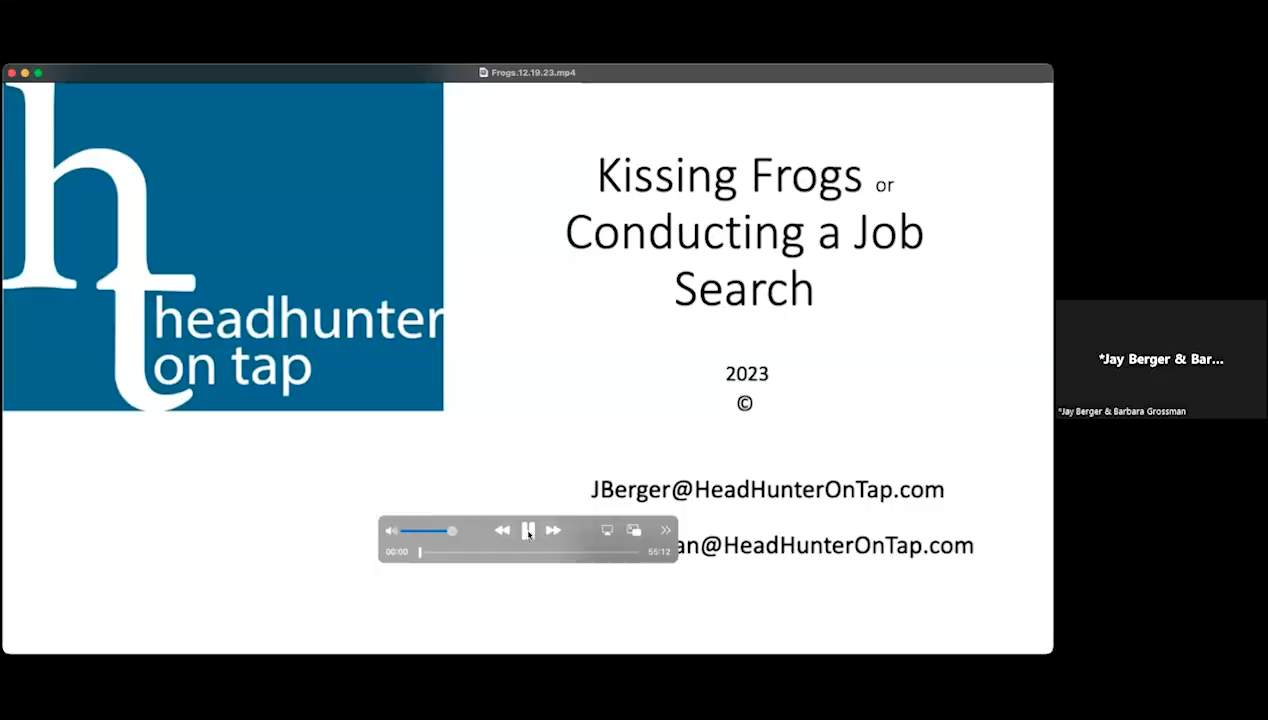 Frogs.12.19.23.mp4
ht
headhunter
on tap
Kissing Frogs or
Conducting a Job
Search
2023
©
JBerger@HeadHunterOnTap.com
an@HeadHunterOnTap.com
00:00
55:12
*Jay Berger & Bar...
*Jay Berger & Barbara Grossman